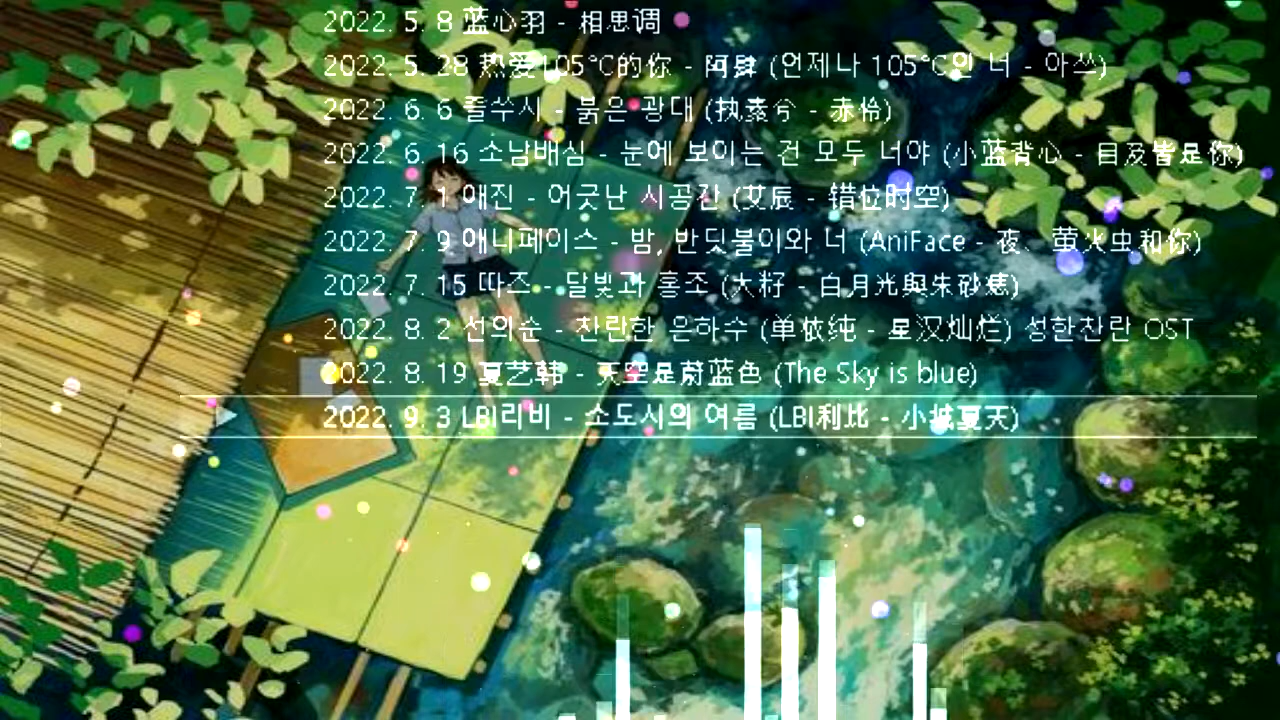 2022. 5. 8 蓝心羽 - 相思调
2022. 5. 28 热爱105°C的你 - 阿肆 (언제나 105°C인 너 - 아쓰)
2022. 6. 6 즐쑤시 - 붉은 광대 (执素兮 - 赤伶)
2022. 6. 16 소남배심 - 눈에 보이는 건 모두 너야 (小蓝背心 - 目及皆是你)
2022. 7. 1 애진 - 어긋난 시공간 (艾辰 - 错位时空)
2022. 7. 9 애니페이스 - 밤, 반딧불이와 너 (AniFace - 夜、萤火虫和你)
2022. 7. 15 따즈 - 달빛과 홍조 (大籽 - 白月光與朱砂痣)
2022. 8. 2 선의순 - 찬란한 은하수 (单依纯 - 星汉灿烂) 성한찬란 OST
2022. 8. 19 夏艺韩 - 天空是蔚蓝色 (The Sky is blue)
2022. 9. 3 LBI리비 - 소도시의 여름 (LBI利比 - 小城夏天)